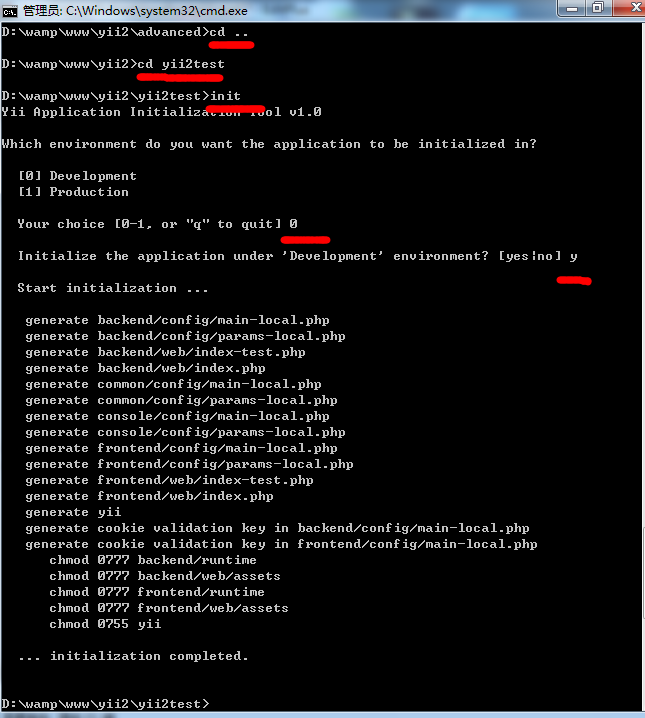 管理员: C:\Windows\system32\cmd.exe
D:\wamp\www\yii2\advanced>cd ..
D:\wamp\www\yii2>cd yii2test
D:\wamp\www\yii2\yii2test>init
Yii Application Initialization Tool v1.0
Which environment do you want the application to be initialized in?
[0] Development
[1] Production
Your choice [0-1, or "q" to quit] 0
Initialize the application under 'Development' environment? [yes|no] y
Start initialization ...
generate backend/config/main-local.php
generate backend/config/params-local.php
generate backend/web/index-test.php
generate backend/web/index.php
generate common/config/main-local.php
generate common/config/params-local.php
generate console/config/main-local.php
generate console/config/params-local.php
generate frontend/config/main-local.php
generate frontend/config/params-local.php
generate frontend/web/index-test.php
generate frontend/web/index.php
generate yii
generate cookie validation key in backend/config/main-local.php
generate cookie validation key in frontend/config/main-local.php
chmod 0777 backend/runtime
chmod 0777 backend/web/assets
chmod 0777 frontend/runtime
chmod 0777 frontend/web/assets
chmod 0755 yii
... initialization completed.
D:\wamp\www\yii2\yii2test>